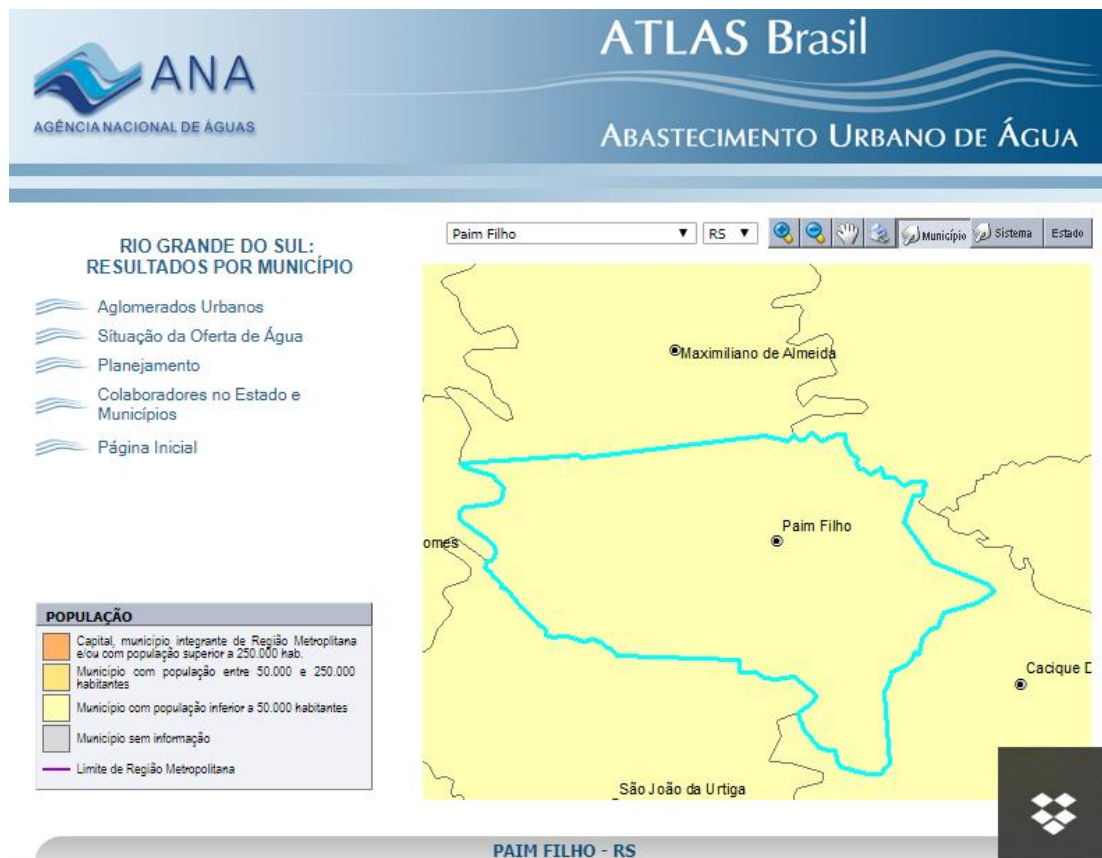 ANA
AGÊNCIA NACIONAL DE ÁGUAS
ATLAS Brasil
ABASTECIMENTO URBANO DE ÁGUA
RIO GRANDE DO SUL:
RESULTADOS POR MUNICÍPIO
Aglomerados Urbanos
Situação da Oferta de Água
Planejamento
Colaboradores no Estado e
Municípios
Página Inicial
Paim Filho
RS
Município
Sistema
Estado
Maximiliano de Almeida
Paim Filho
omes
Cacique D
São João da Urtiga
POPULAÇÃO
Capital, município integrante de Região Metroplitana
e/ou com população superior a 250.000 hab.
Município com população entre 50.000 e 250.000
habitantes
Município com população inferior a 50.000 habitantes
Município sem informação
Limite de Região Metropolitana
PAIM FILHO - RS